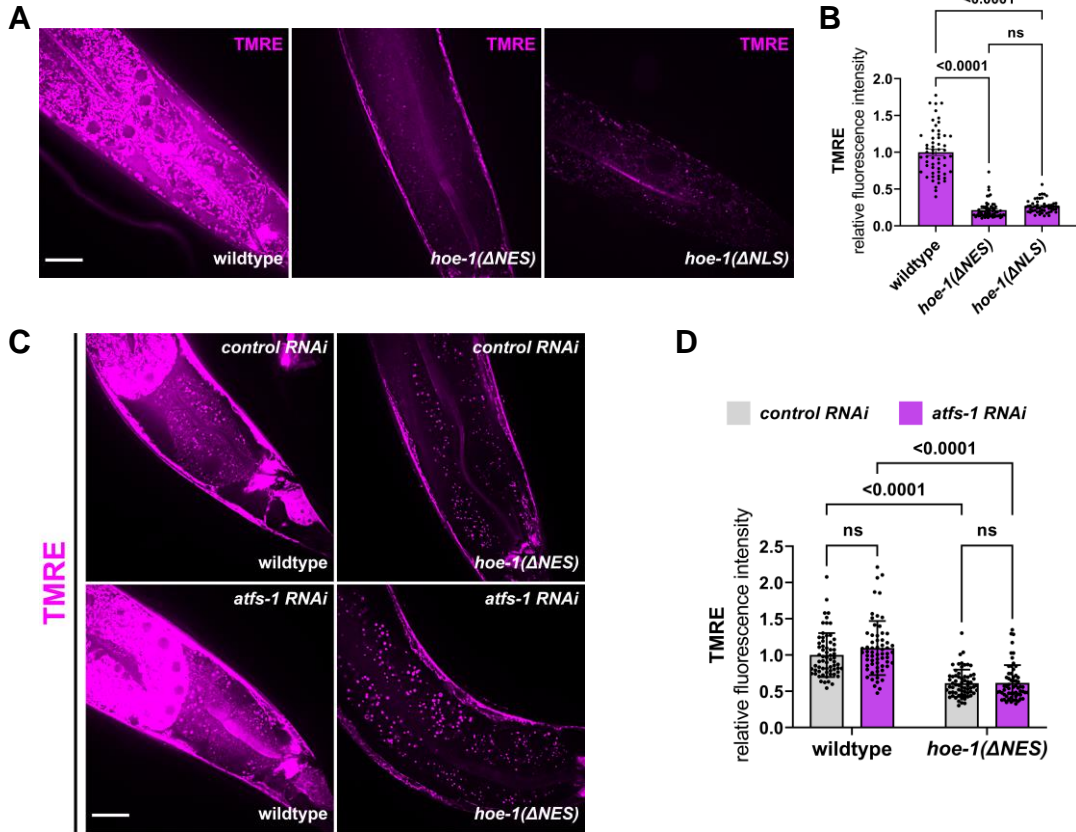 A
TMRE
wildtype
TMRE
hoe-1(ΔNES)
TMRE
hoe-1(ΔNLS)
B
<0.0001
ns
<0.0001
TMRE
relative fluorescence intensity
2.0
1.5
1.0
0.5
0.0
wildtype
hoe-1(ΔNES)
hoe-1(ΔNLS)
C
TMRE
control RNAi
wildtype
control RNAi
hoe-1(ΔNES)
atfs-1 RNAi
wildtype
atfs-1 RNAi
hoe-1(ΔNES)
D
control RNAi
atfs-1 RNAi
<0.0001
<0.0001
ns
ns
TMRE
relative fluorescence intensity
2.5
2.0
1.5
1.0
0.5
0.0
wildtype
hoe-1(ΔNES)